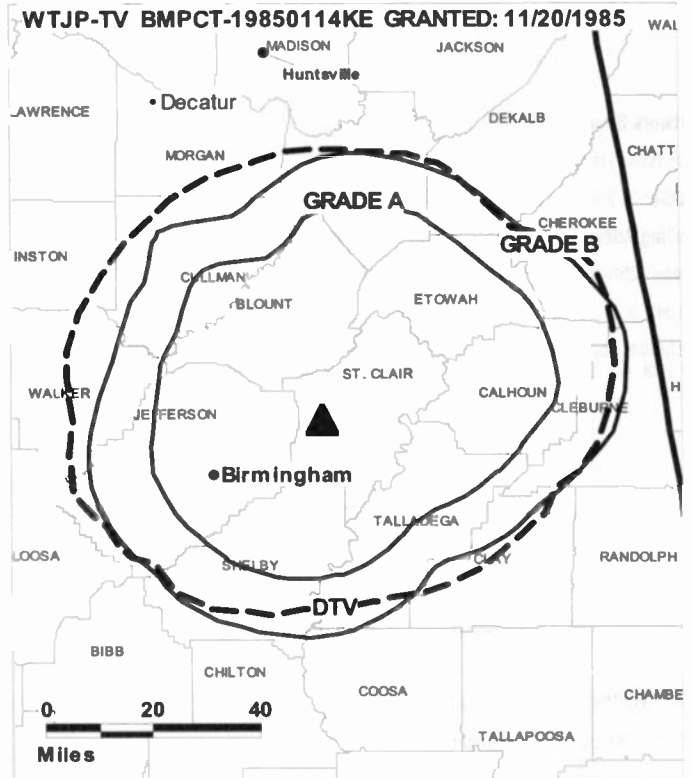 WTJP-TV BMPCT-19850114KE GRANTED: 11/20/1985
WAL
MADISON
JACKSON
Huntsville
LAWRENCE
Decatur
DEKALB
MORGAN
CHATT
GRADE A
CHEROKEE
GRADE B
INSTON
CULLMAN
BLOUNT
ETOWAH
ST. CLAIR
WALKER
CALHOUN
H
JEFFERSON
CLEBURNE
Birmingham
TALLADEGA
LOOSA
SHELBY
CLAY
RANDOLPH
DTV
BIBB
CHILTON
COOSA
CHAMBE
0 20 40
TALLAPOOSA
Miles